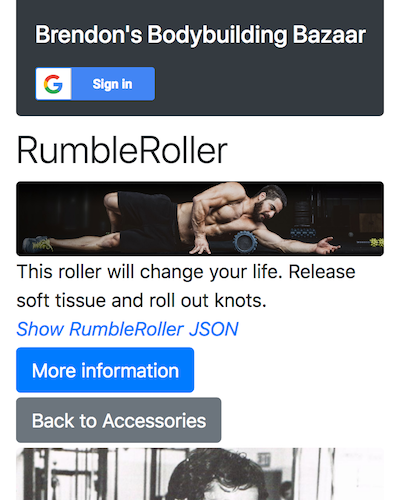 Brendon's Bodybuilding Bazaar
Sign in
RumbleRoller
This roller will change your life. Release
soft tissue and roll out knots.
Show RumbleRoller JSON
More information
Back to Accessories